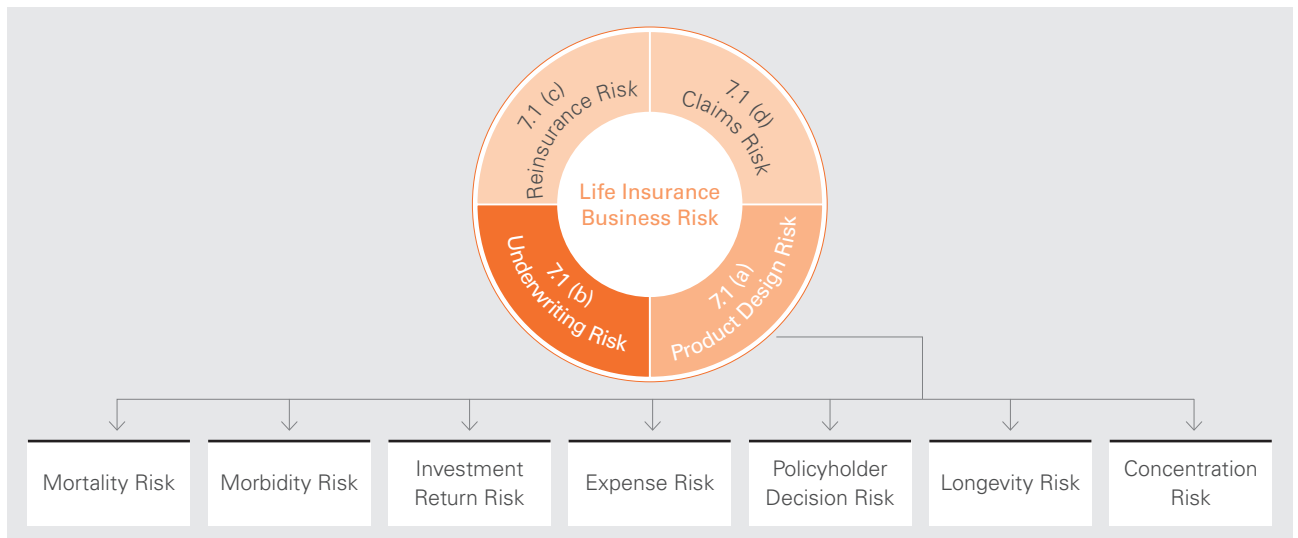 7.1 (c)
Reinsurance Risk
7.1 (d)
Claims Risk
Life Insurance
Business Risk
7.1 (b)
Underwriting Risk
7.1 (a)
Product Design Risk
Mortality Risk
Morbidity Risk
Investment
Return Risk
Expense Risk
Policyholder
Decision Risk
Longevity Risk
Concentration
Risk